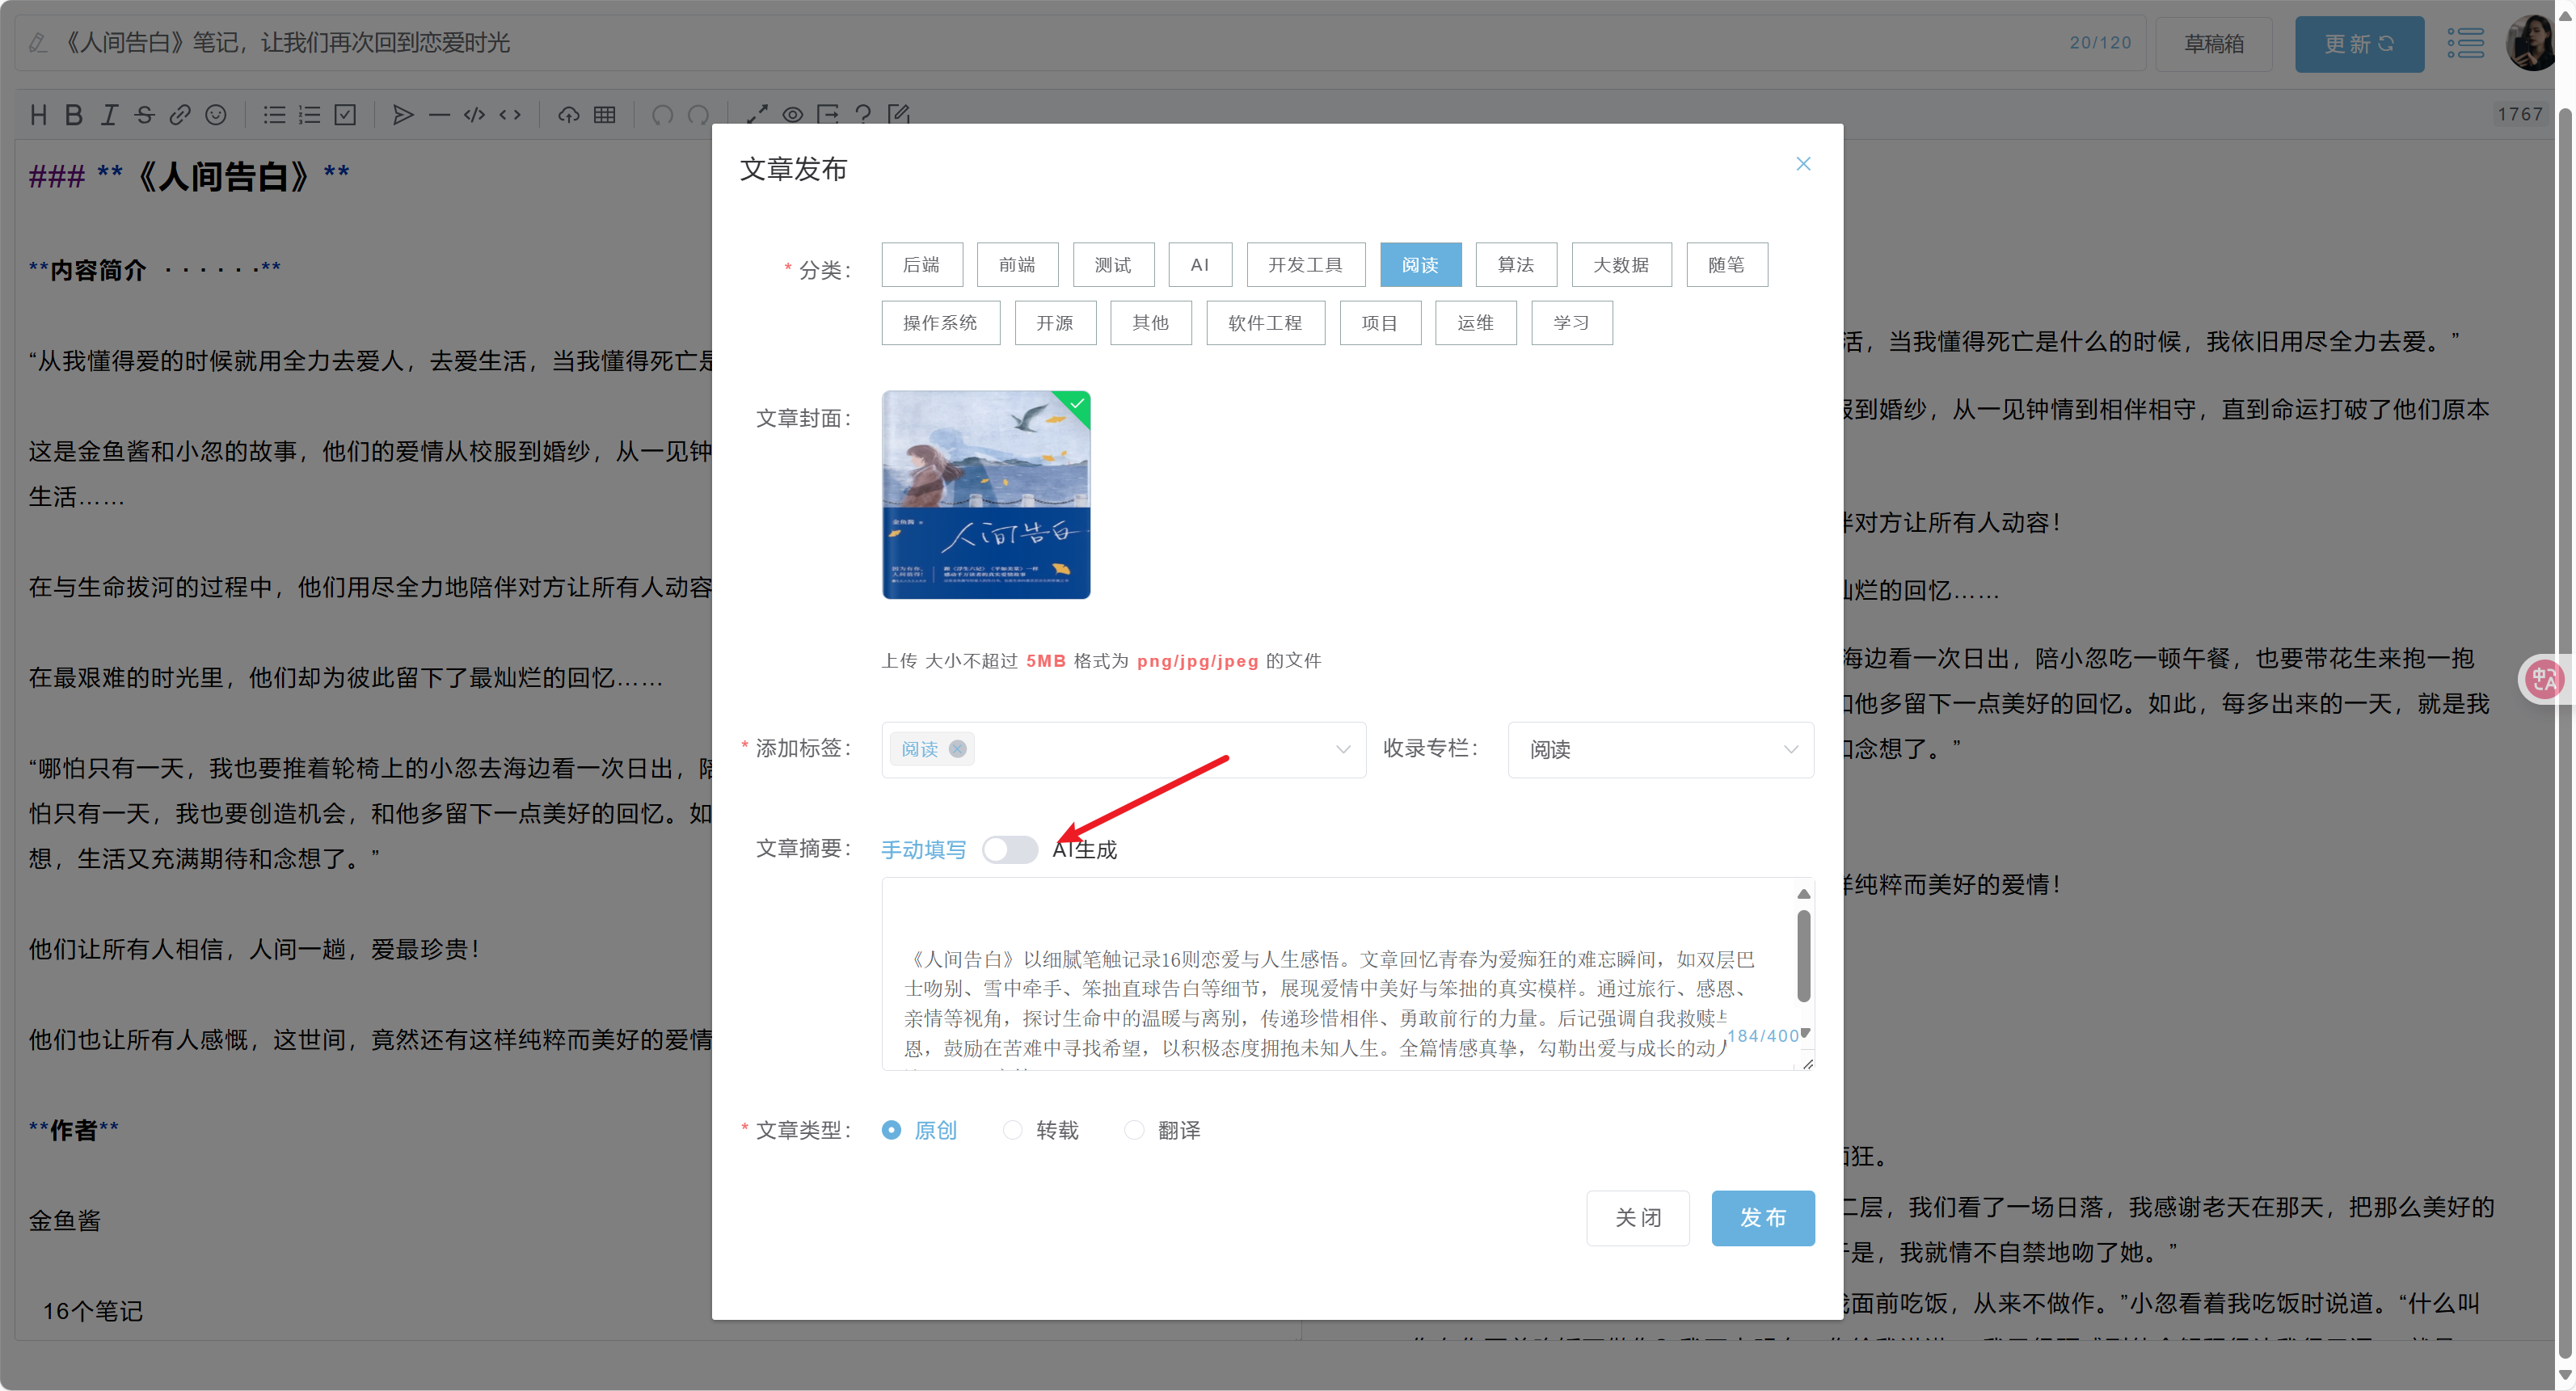 《人间告白》笔记，让我们再次回到恋爱时光
20/120
草稿箱
更新
1767
### **《人间告白》**
**内容简介 · · · · · ·**
“从我懂得爱的时候就用全力去爱人，去爱生活，当我懂得死亡是
这是金鱼酱和小忽的故事，他们的爱情从校服到婚纱，从一见钟
生活……
在与生命拔河的过程中，他们用尽全力地陪伴对方让所有人动容
在最艰难的时光里，他们却为彼此留下了最灿烂的回忆……
“哪怕只有一天，我也要推着轮椅上的小忽去海边看一次日出，陪
怕只有一天，我也要创造机会，和他多留下一点美好的回忆。如
想，生活又充满期待和念想了。”
他们让所有人相信，人间一趟，爱最珍贵！
他们也让所有人感慨，这世间，竟然还有这样纯粹而美好的爱情
**作者**
金鱼酱
16个笔记
文章发布
* 分类：
后端
前端
测试
AI
开发工具
阅读
算法
大数据
随笔
操作系统
开源
其他
软件工程
项目
运维
学习
文章封面：
金鱼酱
人间告白
上传 大小不超过 5MB 格式为 png/jpg/jpeg 的文件
* 添加标签：
阅读
收录专栏：
阅读
文章摘要：
手动填写
AI生成
《人间告白》以细腻笔触记录16则恋爱与人生感悟。文章回忆青春为爱痴狂的难忘瞬间，如双层巴
士吻别、雪中牵手、笨拙直球告白等细节，展现爱情中美好与笨拙的真实模样。通过旅行、感恩、
亲情等视角，探讨生命中的温暖与离别，传递珍惜相伴、勇敢前行的力量。后记强调自我救赎与
恩，鼓励在苦难中寻找希望，以积极态度拥抱未知人生。全篇情感真挚，勾勒出爱与成长的动人
184/400
* 文章类型：
原创
转载
翻译
关闭
发布
活，当我懂得死亡是什么的时候，我依旧用尽全力去爱。”
服到婚纱，从一见钟情到相伴相守，直到命运打破了他们原本
伴对方让所有人动容！
灿烂的回忆……
海边看一次日出，陪小忽吃一顿午餐，也要带花生来抱一抱
和他多留下一点美好的回忆。如此，每多出来的一天，就是我
和念想了。”
样纯粹而美好的爱情！
痴狂。
二层，我们看了一场日落，我感谢老天在那天，把那么美好的
于是，我就情不自禁地吻了她。”
我面前吃饭，从来不做作。”小忽看着我吃饭时说道。“什么叫
中A